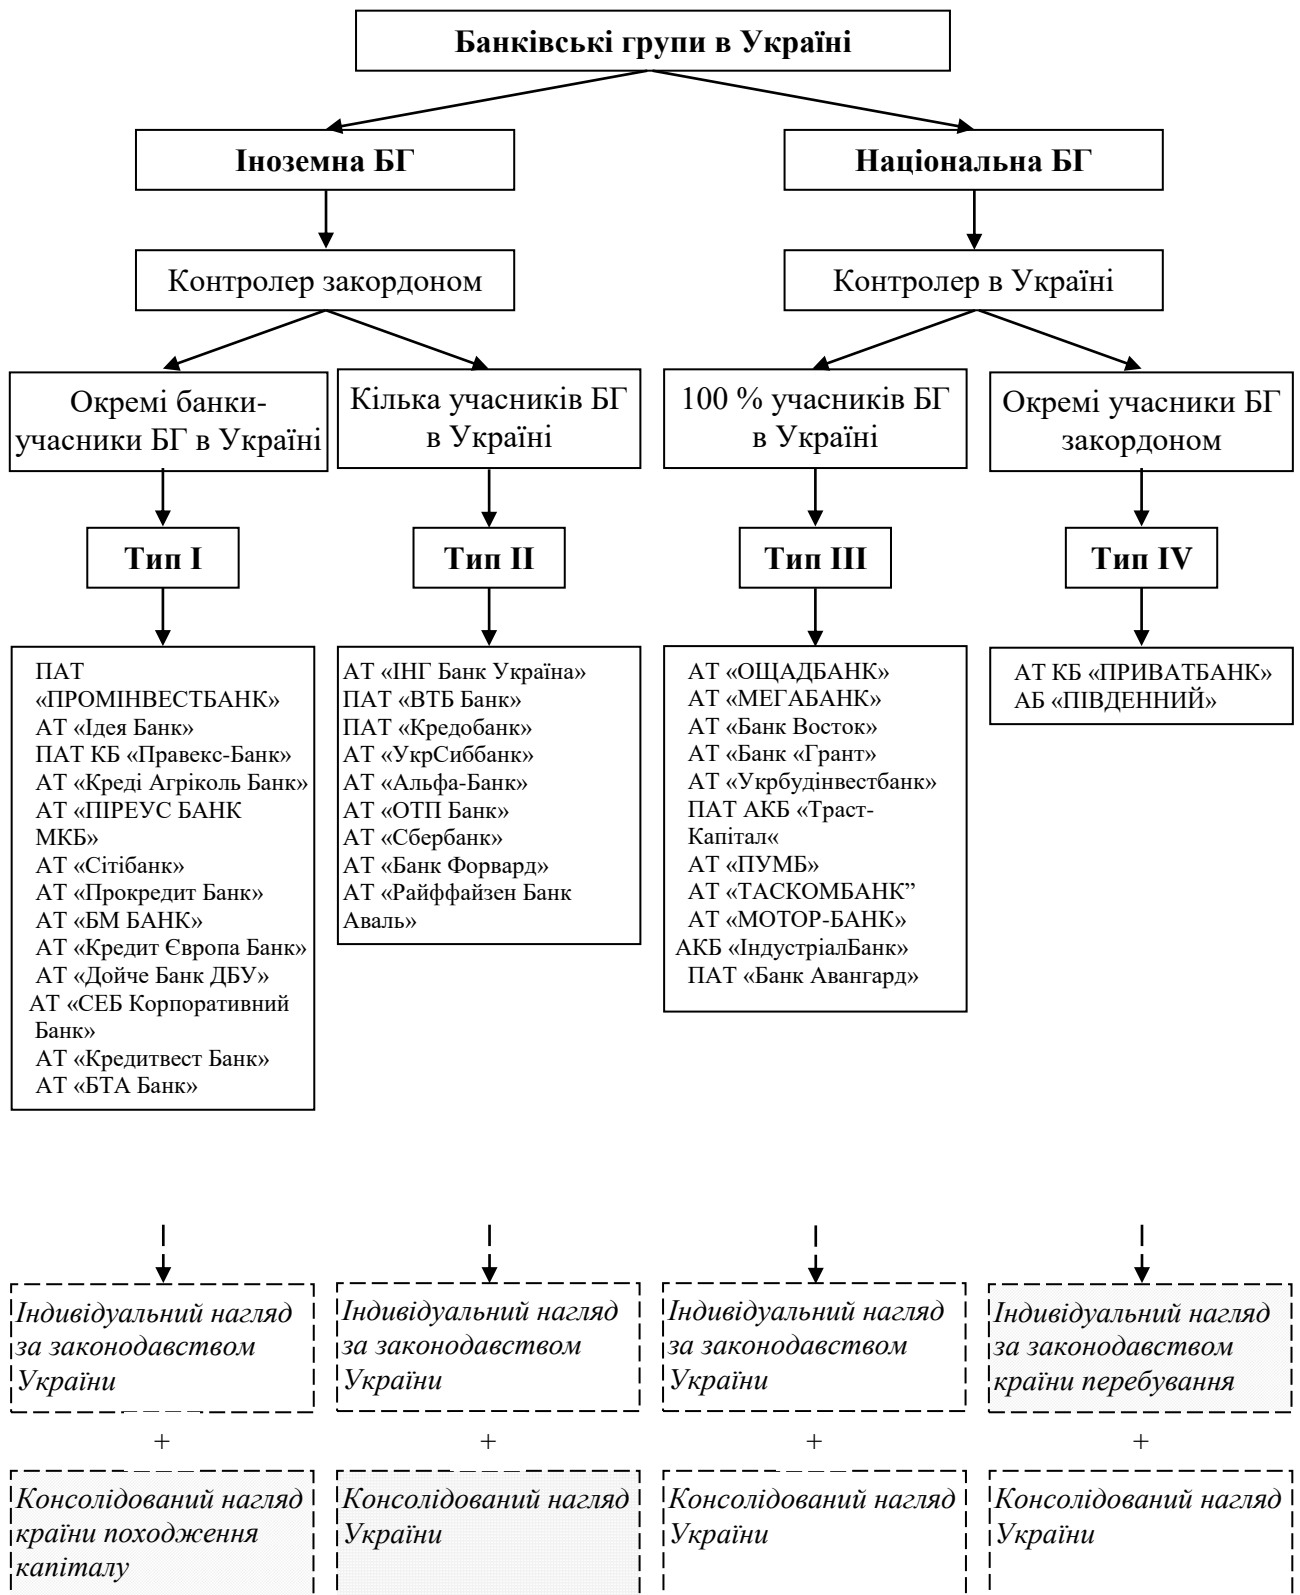 Банківські групи в Україні
Іноземна БГ
Національна БГ
Контролер закордоном
Контролер в Україні
Окремі банки-
учасники БГ в Україні
Кілька учасників БГ
в Україні
100 % учасників БГ
в Україні
Окремі учасники БГ
закордоном
Тип I
Тип II
Тип III
Тип IV
ПАТ
«ПРОМІНВЕСТБАНК»
АТ «Ідея Банк»
ПАТ КБ «Правекс-Банк»
АТ «Креді Агріколь Банк»
АТ «ПІРЕУС БАНК
МКБ»
АТ «Сітібанк»
АТ «Прокредит Банк»
АТ «БМ БАНК»
АТ «Кредит Європа Банк»
АТ «Дойче Банк ДБУ»
АТ «СЕБ Корпоративний
Банк»
АТ «Кредитвест Банк»
АТ «БТА Банк»
АТ «ІНГ Банк Україна»
ПАТ «ВТБ Банк»
ПАТ «Кредобанк»
АТ «УкрСиббанк»
АТ «Альфа-Банк»
АТ «ОТП Банк»
АТ «Сбербанк»
АТ «Банк Форвард»
АТ «Райффайзен Банк
Аваль»
АТ «ОЩАДБАНК»
АТ «МЕГАБАНК»
АТ «Банк Восток»
АТ «Банк «Грант»
АТ «Укрбудінвестбанк»
ПАТ АКБ «Траст-
Капітал«
АТ «ПУМБ»
АТ «ТАСКОМБАНК”
АТ «МОТОР-БАНК»
АКБ «ІндустріалБанк»
ПАТ «Банк Авангард»
АТ КБ «ПРИВАТБАНК»
АБ «ПІВДЕННИЙ»
Індивідуальний нагляд
за законодавством
України
Індивідуальний нагляд
за законодавством
України
Індивідуальний нагляд
за законодавством
України
Індивідуальний нагляд
за законодавством
країни перебування
+
+
+
+
Консолідований нагляд
країни походження
капіталу
Консолідований нагляд
України
Консолідований нагляд
України
Консолідований нагляд
України